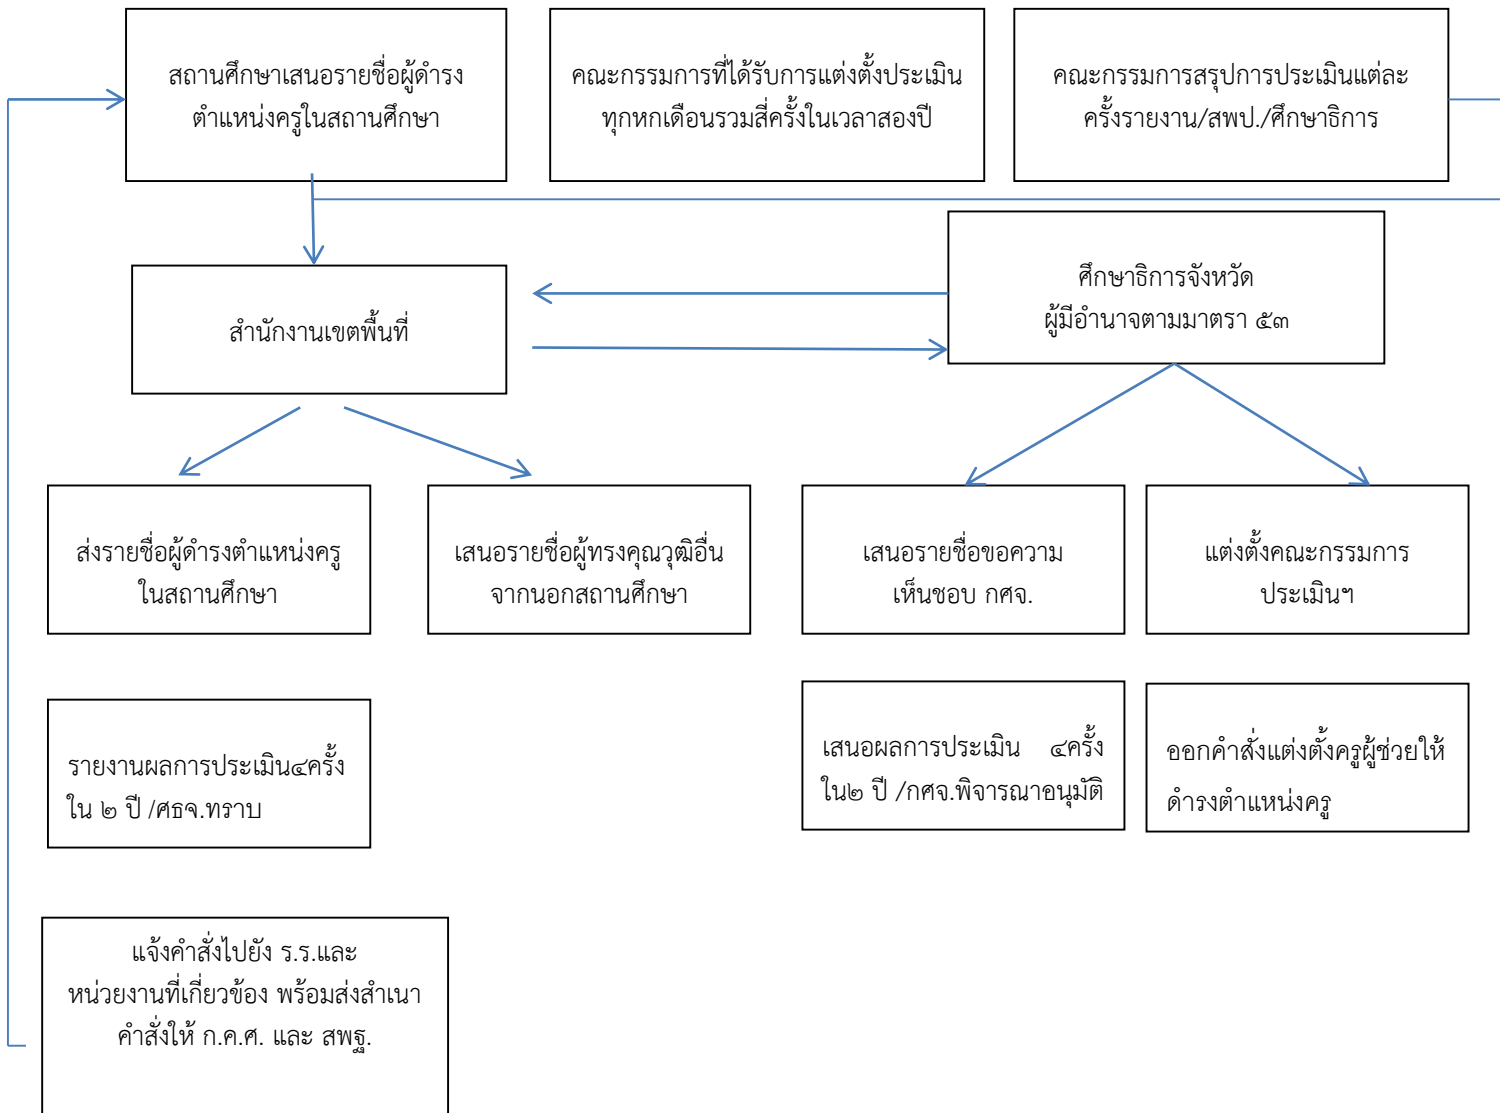 สถานศึกษาเสนอรายชื่อผู้ดำรง
ตำแหน่งครูในสถานศึกษา
คณะกรรมการที่ได้รับการแต่งตั้งประเมิน
ทุกหกเดือนรวมสี่ครั้งในเวลาสองปี
คณะกรรมการสรุปการประเมินแต่ละ
ครั้งรายงาน/สพป./ศึกษาธิการ
สำนักงานเขตพื้นที่
ศึกษาธิการจังหวัด
ผู้มีอำนาจตามมาตรา ๕๓
ส่งรายชื่อผู้ดำรงตำแหน่งครู
ในสถานศึกษา
เสนอรายชื่อผู้ทรงคุณวุฒิอื่น
จากนอกสถานศึกษา
เสนอรายชื่อขอความ
เห็นชอบ กศจ.
แต่งตั้งคณะกรรมการ
ประเมินฯ
รายงานผลการประเมิน๔ครั้ง
ใน ๒ ปี /ศธจ.ทราบ
เสนอผลการประเมิน ๔ครั้ง
ใน๒ ปี /กศจ.พิจารณาอนุมัติ
ออกคำสั่งแต่งตั้งครูผู้ช่วยให้
ดำรงตำแหน่งครู
แจ้งคำสั่งไปยัง ร.ร.และ
หน่วยงานที่เกี่ยวข้อง พร้อมส่งสำเนา
คำสั่งให้ ก.ค.ศ. และ สพฐ.